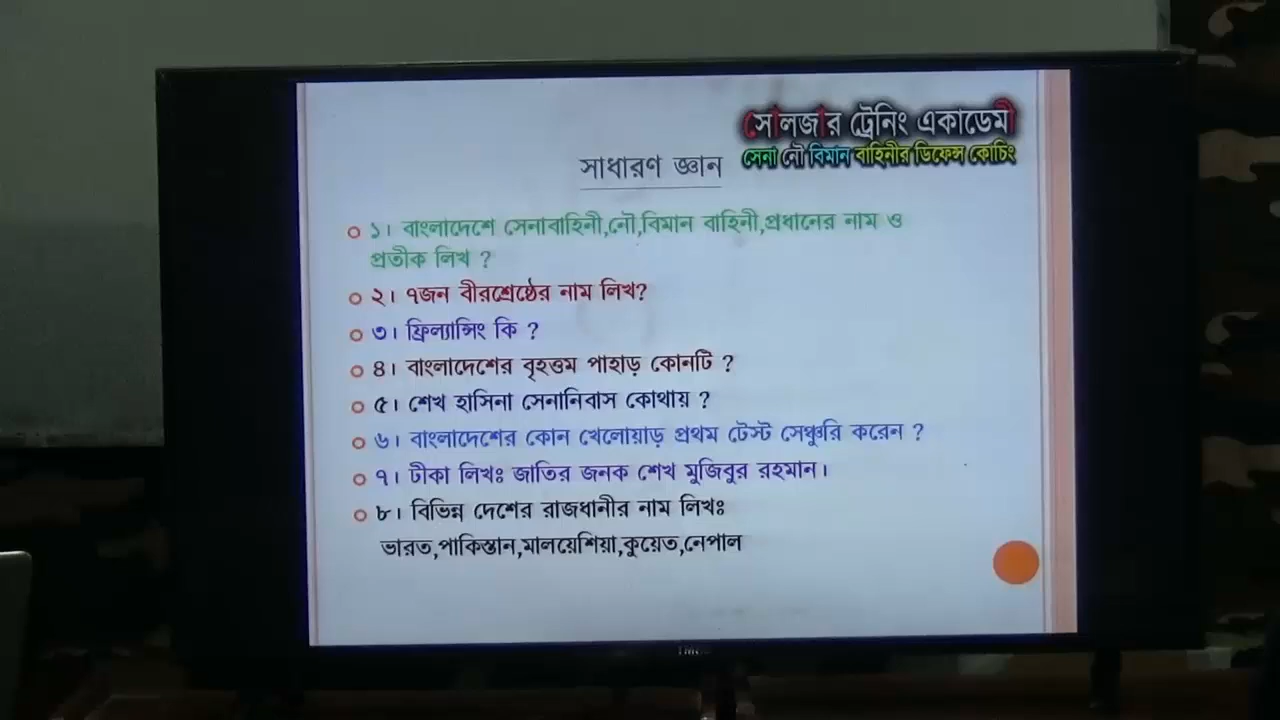 সোলজার ট্রেনিং একাডেমী
সেনা নৌ বিমান বাহিনীর ডিফেন্স কোচিং
সাধারণ জ্ঞান
১। বাংলাদেশে সেনাবাহিনী,নৌ,বিমান বাহিনী,প্রধানের নাম ও
প্রতীক লিখ ?
২। ৭জন বীরশ্রেষ্ঠের নাম লিখ?
৩। ফ্রিল্যান্সিং কি ?
৪। বাংলাদেশের বৃহত্তম পাহাড় কোনটি ?
৫। শেখ হাসিনা সেনানিবাস কোথায় ?
৬। বাংলাদেশের কোন খেলোয়াড় প্রথম টেস্ট সেঞ্চুরি করেন ?
৭। টীকা লিখঃ জাতির জনক শেখ মুজিবুর রহমান।
৮। বিভিন্ন দেশের রাজধানীর নাম লিখঃ
ভারত,পাকিস্তান,মালয়েশিয়া,কুয়েত,নেপাল